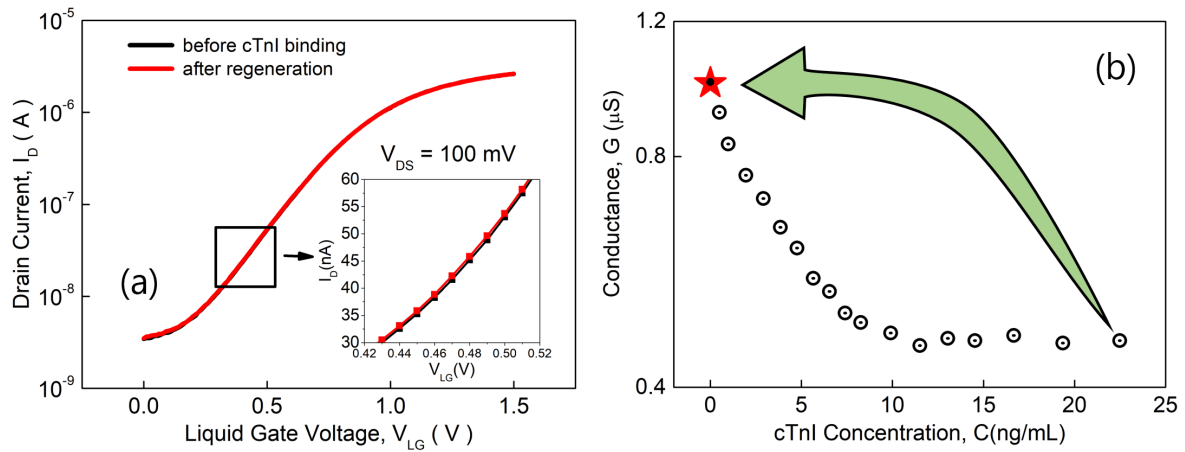 10^-5
10^-6
10^-7
10^-8
10^-9
Drain Current, I_D ( A )
before cTnI binding
after regeneration
V_DS = 100 mV
(a)
60
55
50
45
40
35
30
I_D(nA)
0.42 0.44 0.46 0.48 0.50 0.52
V_LG(V)
0.0 0.5 1.0 1.5
Liquid Gate Voltage, V_LG ( V )
(b)
1.2
0.8
0.4
Conductance, G (μS)
0 5 10 15 20 25
cTnI Concentration, C(ng/mL)